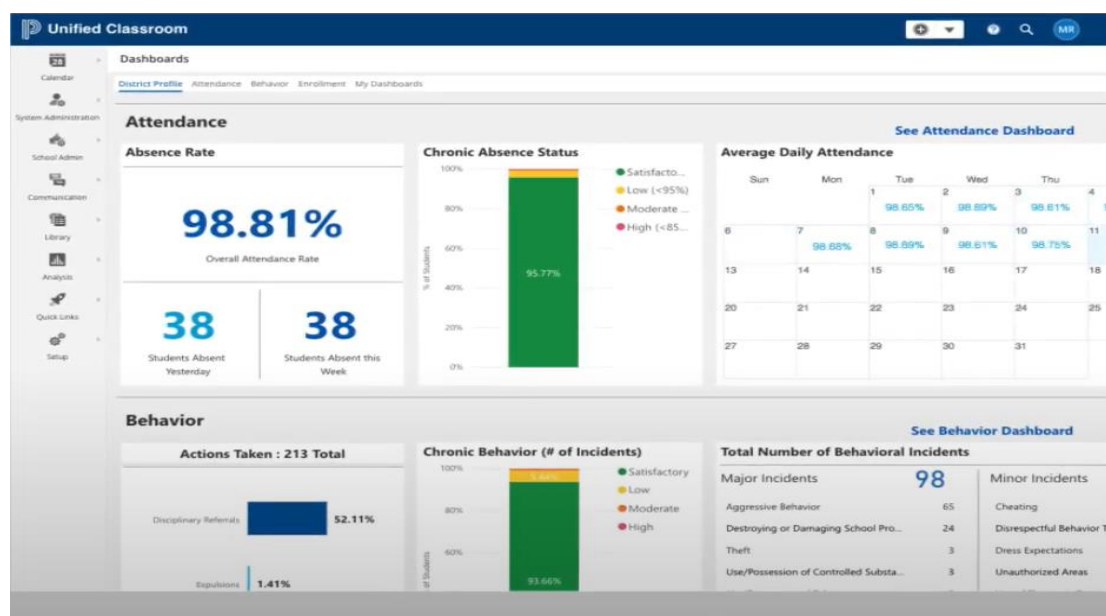 Unified Classroom
MR
Calendar
System Administration
School Admin
Communication
Library
Analysis
Quick Links
Setup
Dashboards
District Profile Attendance Behavior Enrollment My Dashboards
Attendance
See Attendance Dashboard
Absence Rate
98.81%
Overall Attendance Rate
38
Students Absent
Yesterday
38
Students Absent this
Week
Chronic Absence Status
% of Students
100%
80%
60%
40%
20%
0%
95.77%
Satisfacto...
Low (<95%)
Moderate ...
High (<85...
Average Daily Attendance
Sun Mon Tue Wed Thu
1 2 3 4
98.65% 98.89% 98.61%
6 7 8 9 10 11
98.68% 98.89% 98.61% 98.75%
13 14 15 16 17 18
20 21 22 23 24 25
27 28 29 30 31
Behavior
See Behavior Dashboard
Actions Taken : 213 Total
Disciplinary Referrals 52.11%
Expulsions 1.41%
Chronic Behavior (# of Incidents)
100%
80%
60%
of Students
93.66%
Satisfactory
Low
Moderate
High
Total Number of Behavioral Incidents
Major Incidents 98
Aggressive Behavior 65
Destroying or Damaging School Pro... 24
Theft 3
Use/Possession of Controlled Substa... 3
Minor Incidents
Cheating
Disrespectful Behavior T
Dress Expectations
Unauthorized Areas